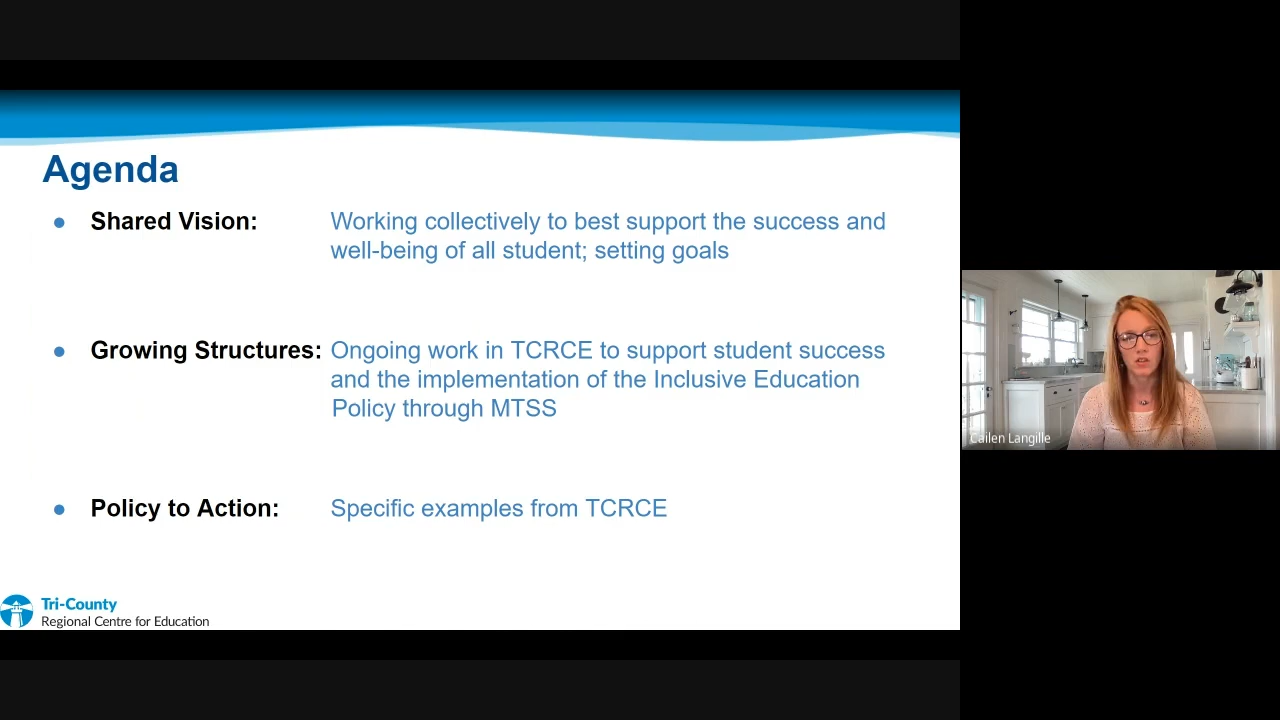 Agenda
● Shared Vision: Working collectively to best support the success and
well-being of all student; setting goals
● Growing Structures: Ongoing work in TCRCE to support student success
and the implementation of the Inclusive Education
Policy through MTSS
● Policy to Action: Specific examples from TCRCE
Tri-County
Regional Centre for Education
Cailen Langille